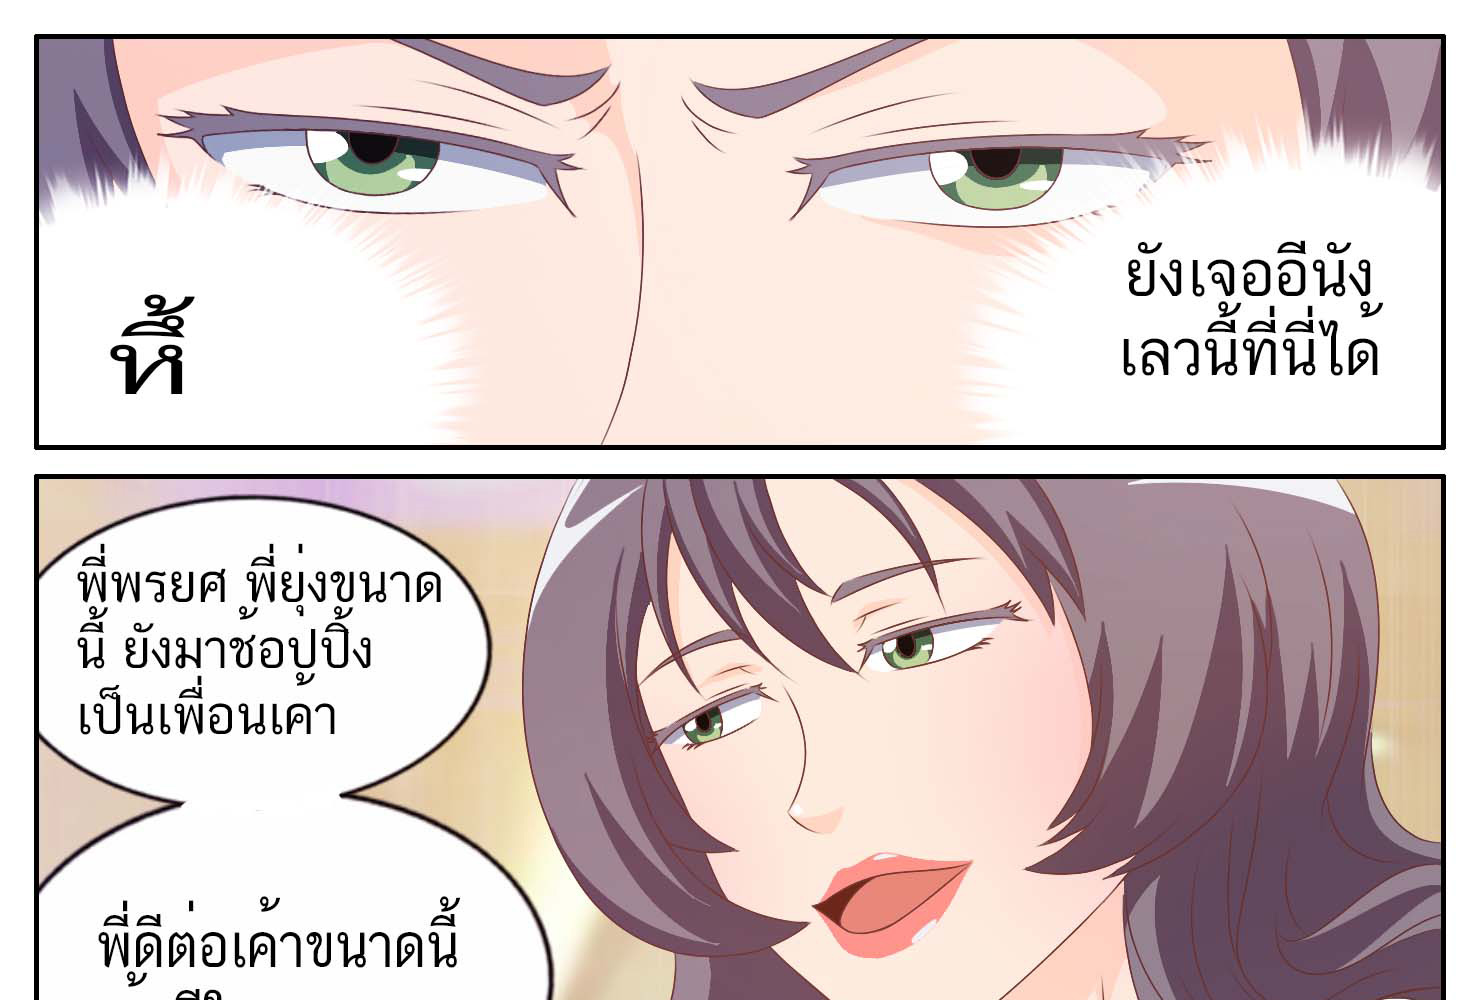 หึ้
ยังเจออีนัง
เลวนี้ที่นี่ได้
พี่พรยศ พี่ยุ่งขนาด
นี้ ยังมาช้อปปิ้ง
เป็นเพื่อนเค้า
พี่ดีต่อเค้าขนาดนี้